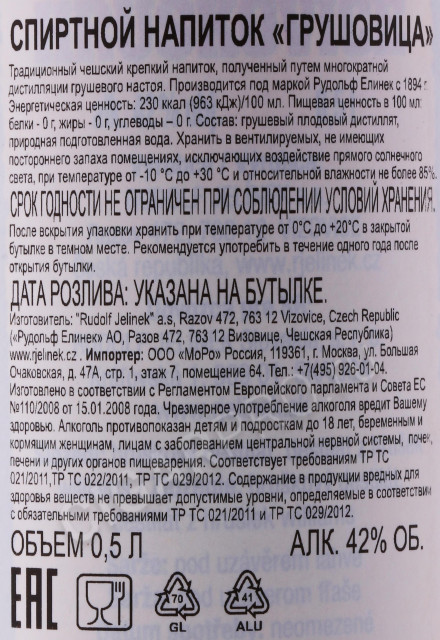 СПИРТНОЙ НАПИТОК «ГРУШОВИЦА»
Традиционный чешский крепкий напиток, полученный путем многократной
дистилляции грушевого настоя. Производится под маркой Рудольф Елинек с 1894 г.
Энергетическая ценность: 230 ккал (963 кДж)/100 мл. Пищевая ценность в 100 мл:
белки - 0 г, жиры - 0 г, углеводы – 0 г. Состав: грушевый плодовый дистиллят,
природная подготовленная вода. Хранить в вентилируемых, не имеющих
постороннего запаха помещениях, исключающих воздействие прямого солнечного
света, при температуре от -10 °С до +30 °С и относительной влажности не более 85%.
СРОК ГОДНОСТИ НЕ ОГРАНИЧЕН ПРИ СОБЛЮДЕНИИ УСЛОВИЙ ХРАНЕНИЯ.
После вскрытия упаковки хранить при температуре от 0°С до +20°С в закрытой
бутылке в темном месте. Рекомендуется употребить в течение одного года после
открытия бутылки.
ДАТА РОЗЛИВА: УКАЗАНА НА БУТЫЛКЕ.
Изготовитель: "Rudolf Jelinek" a.s, Razov 472, 763 12 Vizovice, Czech Republic
(«Рудольф Елинек» АО, Разов 472, 763 12 Визовице, Чешская Республика)
www.rjelinek.cz . Импортер: ООО «МоРо» Россия, 119361, г. Москва, ул. Большая
Очаковская, д. 47А, стр. 1, этаж 7, помещение 64. Тел.: +7(495) 926-01-04.
Изготовлено в соответствии с Регламентом Европейского парламента и Совета ЕС
№110/2008 от 15.01.2008 года. Чрезмерное употребление алкоголя вредит Вашему
здоровью. Алкоголь противопоказан детям и подросткам до 18 лет, беременным и
кормящим женщинам, лицам с заболеванием центральной нервной системы, почек,
печени и других органов пищеварения. Соответствует требованиям ТР ТС
021/2011,ТР ТС 022/2011, ТР ТС 029/2012. Содержание в продукции вредных для
здоровья веществ не превышает допустимые уровни, определяемые в соответствии
с обязательными требованиями ТР ТС 021/2011 и ТР ТС 029/2012.
ОБЪЕМ 0,5 Л АЛК. 42% ОБ.
EAC
70 41
GL ALU